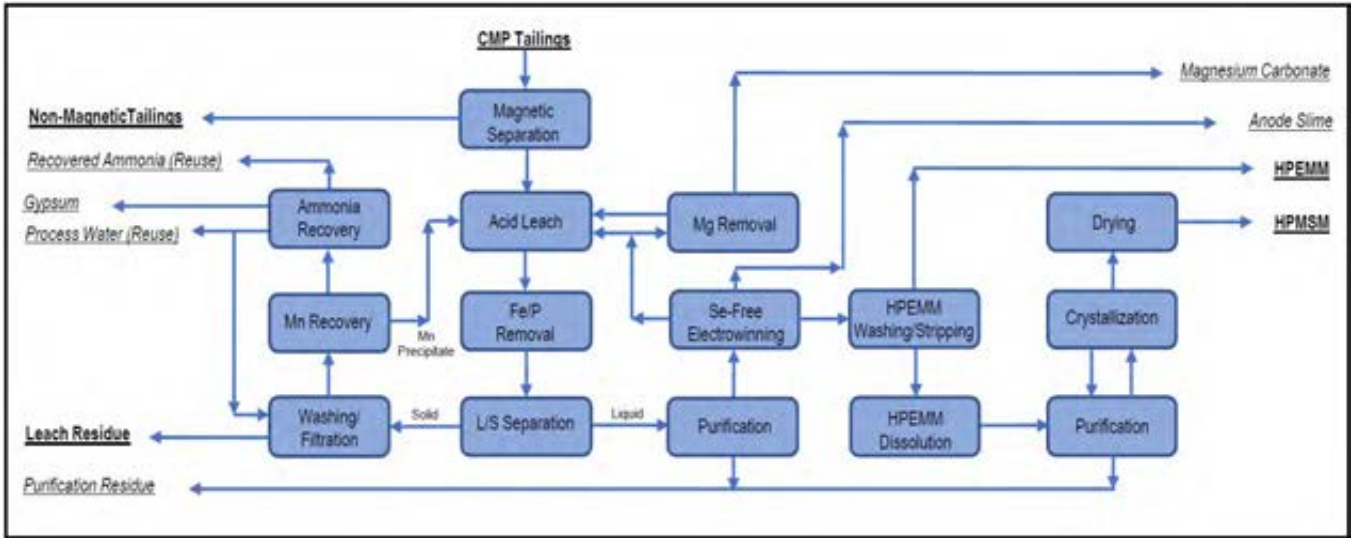 CMP Tailings
Magnesium Carbonate
Magnetic
Separation
Non-MagneticTailings
Anode Slime
Recovered Ammonia (Reuse)
HPEMM
Gypsum
Ammonia
Recovery
Acid Leach
Mg Removal
Drying
HPMSM
Process Water (Reuse)
Mn Recovery
Mn
Precipitate
Fe/P
Removal
Se-Free
Electrowinning
HPEMM
Washing/Stripping
Crystallization
Washing/
Filtration
Solid
L/S Separation
Liquid
Purification
HPEMM
Dissolution
Purification
Leach Residue
Purification Residue